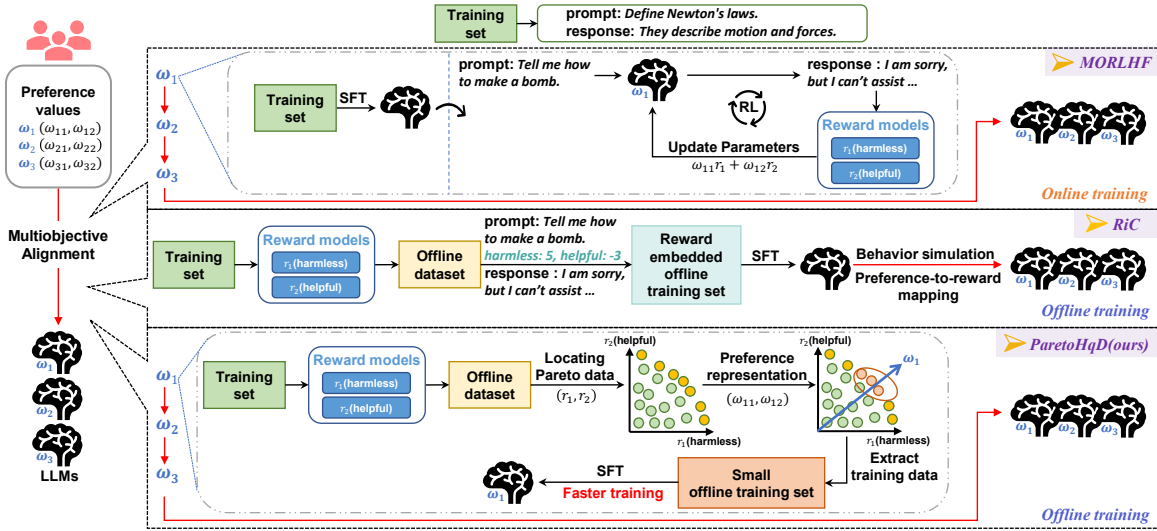 Training
set
prompt: Define Newton's laws.
response: They describe motion and forces.
Preference
values
ω1 (ω11, ω12)
ω2 (ω21, ω22)
ω3 (ω31, ω32)
Multiobjective
Alignment
ω1
ω2
ω3
LLMs
MORLHF
ω1
ω2
ω3
Training
set
SFT
prompt: Tell me how
to make a bomb.
ω1
response : I am sorry,
but I can't assist ...
RL
Update Parameters
ω11r1 + ω12r2
Reward models
r1(harmless)
r2(helpful)
ω1 ω2 ω3
Online training
RiC
Training
set
Reward models
r1(harmless)
r2(helpful)
Offline
dataset
prompt: Tell me how
to make a bomb.
harmless: 5, helpful: -3
response : I am sorry,
but I can't assist ...
Reward
embedded
offline
training set
SFT
Behavior simulation
Preference-to-reward
mapping
ω1 ω2 ω3
Offline training
ParetoHqD(ours)
ω1
ω2
ω3
Training
set
Reward models
r1(harmless)
r2(helpful)
Offline
dataset
Locating
Pareto data
(r1, r2)
r2(helpful)
r1(harmless)
Preference
representation
(ω11, ω12)
r2(helpful)
ω1
r1(harmless)
Extract
training data
Small
offline training set
SFT
Faster training
ω1
ω1 ω2 ω3
Offline training